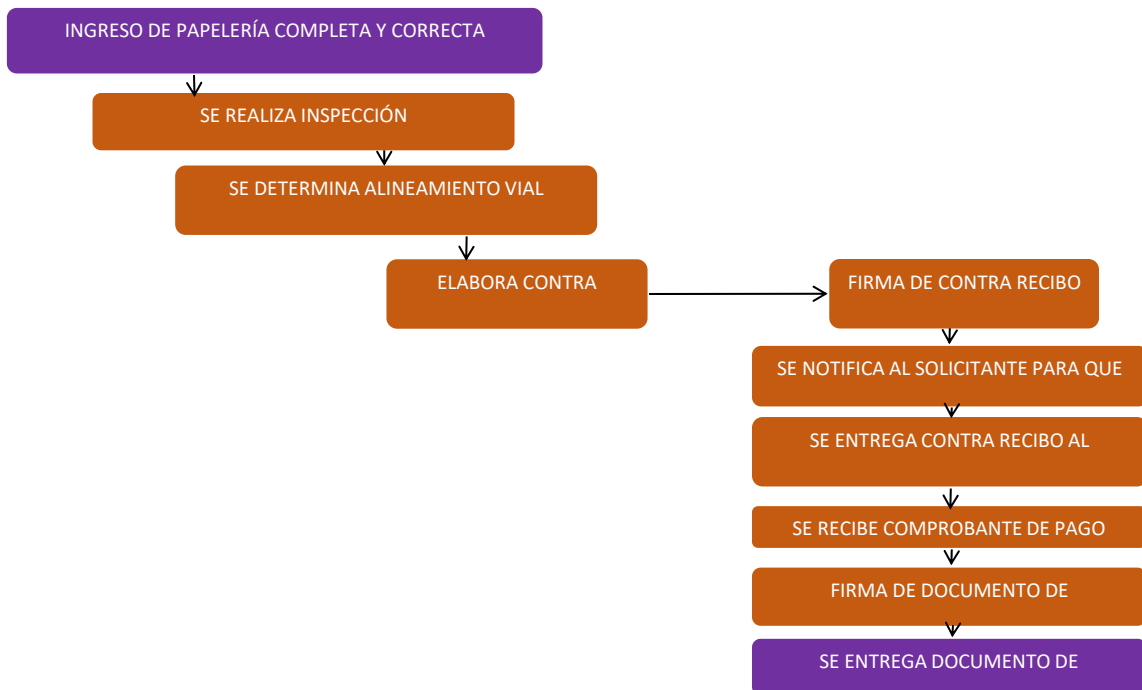 INGRESO DE PAPELERÍA COMPLETA Y CORRECTA
SE REALIZA INSPECCIÓN
SE DETERMINA ALINEAMIENTO VIAL
ELABORA CONTRA
FIRMA DE CONTRA RECIBO
SE NOTIFICA AL SOLICITANTE PARA QUE
SE ENTREGA CONTRA RECIBO AL
SE RECIBE COMPROBANTE DE PAGO
FIRMA DE DOCUMENTO DE
SE ENTREGA DOCUMENTO DE